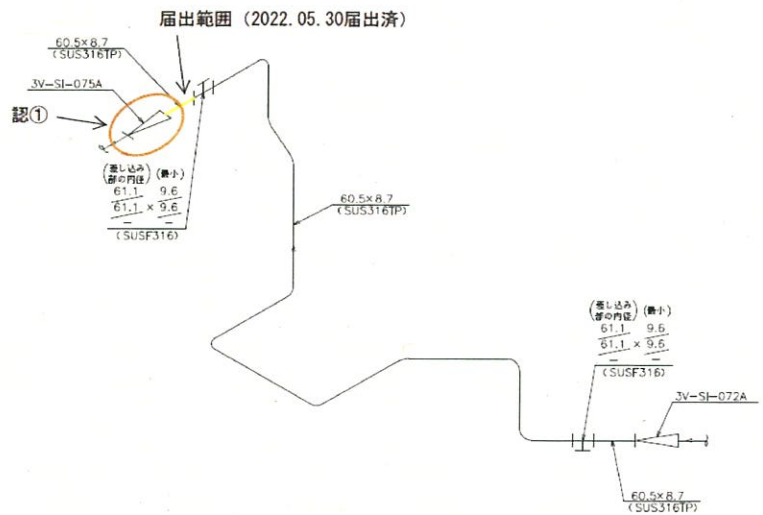 届出範囲（2022.05.30届出済）
60.5×8.7
(SUS316TP)
3V-SI-075A
認①
(差し込み部の内径) (最小)
61.1 9.6
61.1 × 9.6
－ －
(SUSF316)
60.5×8.7
(SUS316TP)
(差し込み部の内径) (最小)
61.1 9.6
61.1 × 9.6
－ －
(SUSF316)
3V-SI-072A
60.5×8.7
(SUS316TP)